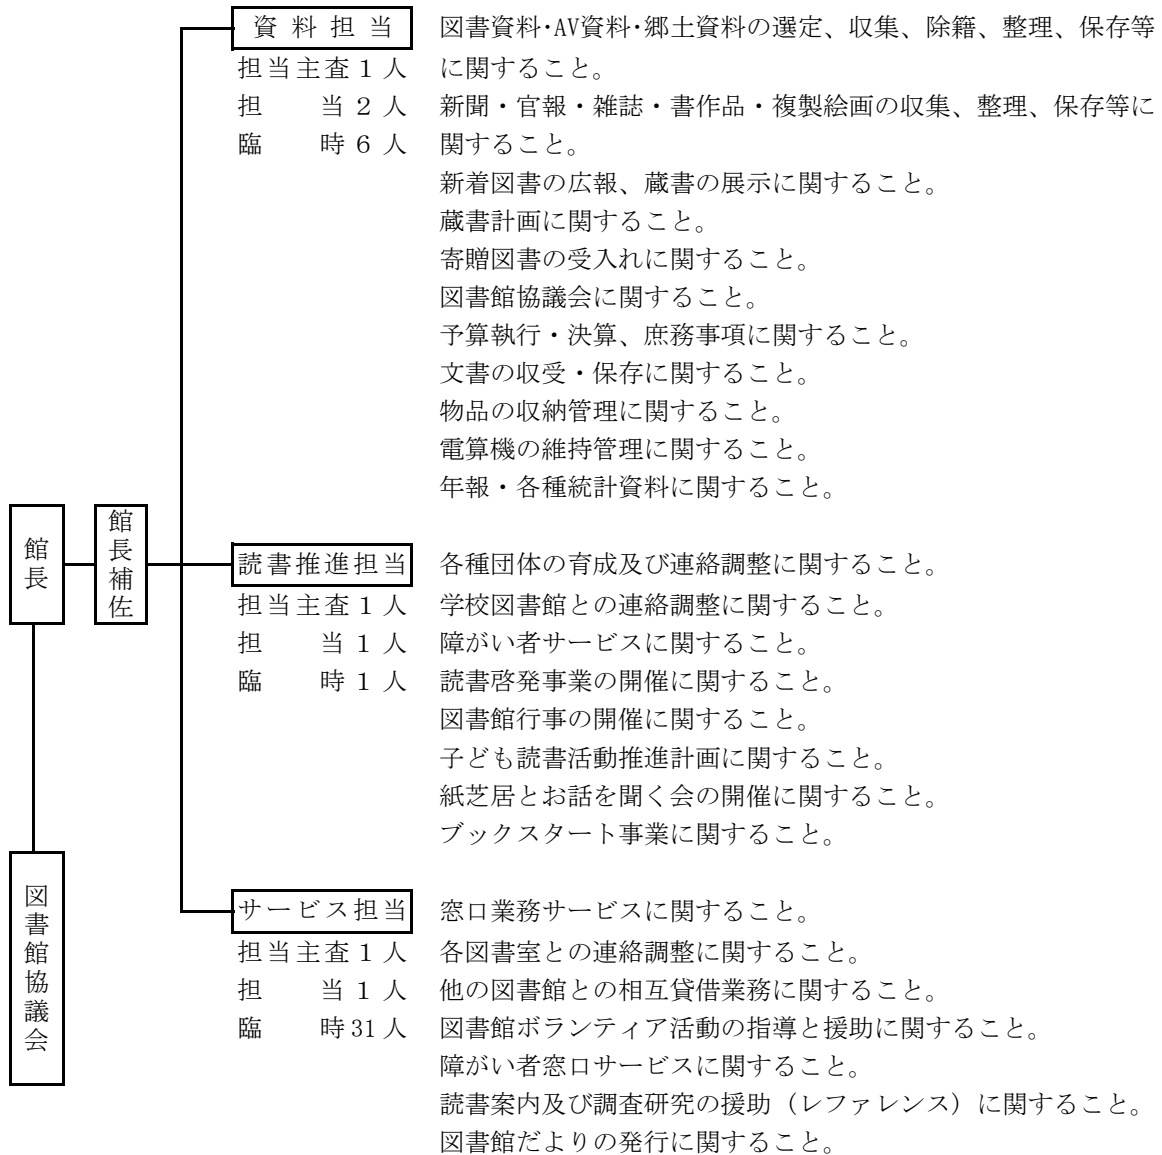 資料担当 図書資料・AV資料・郷土資料の選定、収集、除籍、整理、保存等
担当主査１人 に関すること。
担　　当２人 新聞・官報・雑誌・書作品・複製絵画の収集、整理、保存等に
臨　　時６人 関すること。
新着図書の広報、蔵書の展示に関すること。
蔵書計画に関すること。
寄贈図書の受入れに関すること。
図書館協議会に関すること。
予算執行・決算、庶務事項に関すること。
文書の収受・保存に関すること。
物品の収納管理に関すること。
電算機の維持管理に関すること。
年報・各種統計資料に関すること。
館長
館長補佐
読書推進担当 各種団体の育成及び連絡調整に関すること。
担当主査１人 学校図書館との連絡調整に関すること。
担　　当１人 障がい者サービスに関すること。
臨　　時１人 読書啓発事業の開催に関すること。
図書館行事の開催に関すること。
子ども読書活動推進計画に関すること。
紙芝居とお話を聞く会の開催に関すること。
ブックスタート事業に関すること。
図書館協議会
サービス担当 窓口業務サービスに関すること。
担当主査１人 各図書室との連絡調整に関すること。
担　　当１人 他の図書館との相互貸借業務に関すること。
臨　　時31人 図書館ボランティア活動の指導と援助に関すること。
障がい者窓口サービスに関すること。
読書案内及び調査研究の援助（レファレンス）に関すること。
図書館だよりの発行に関すること。